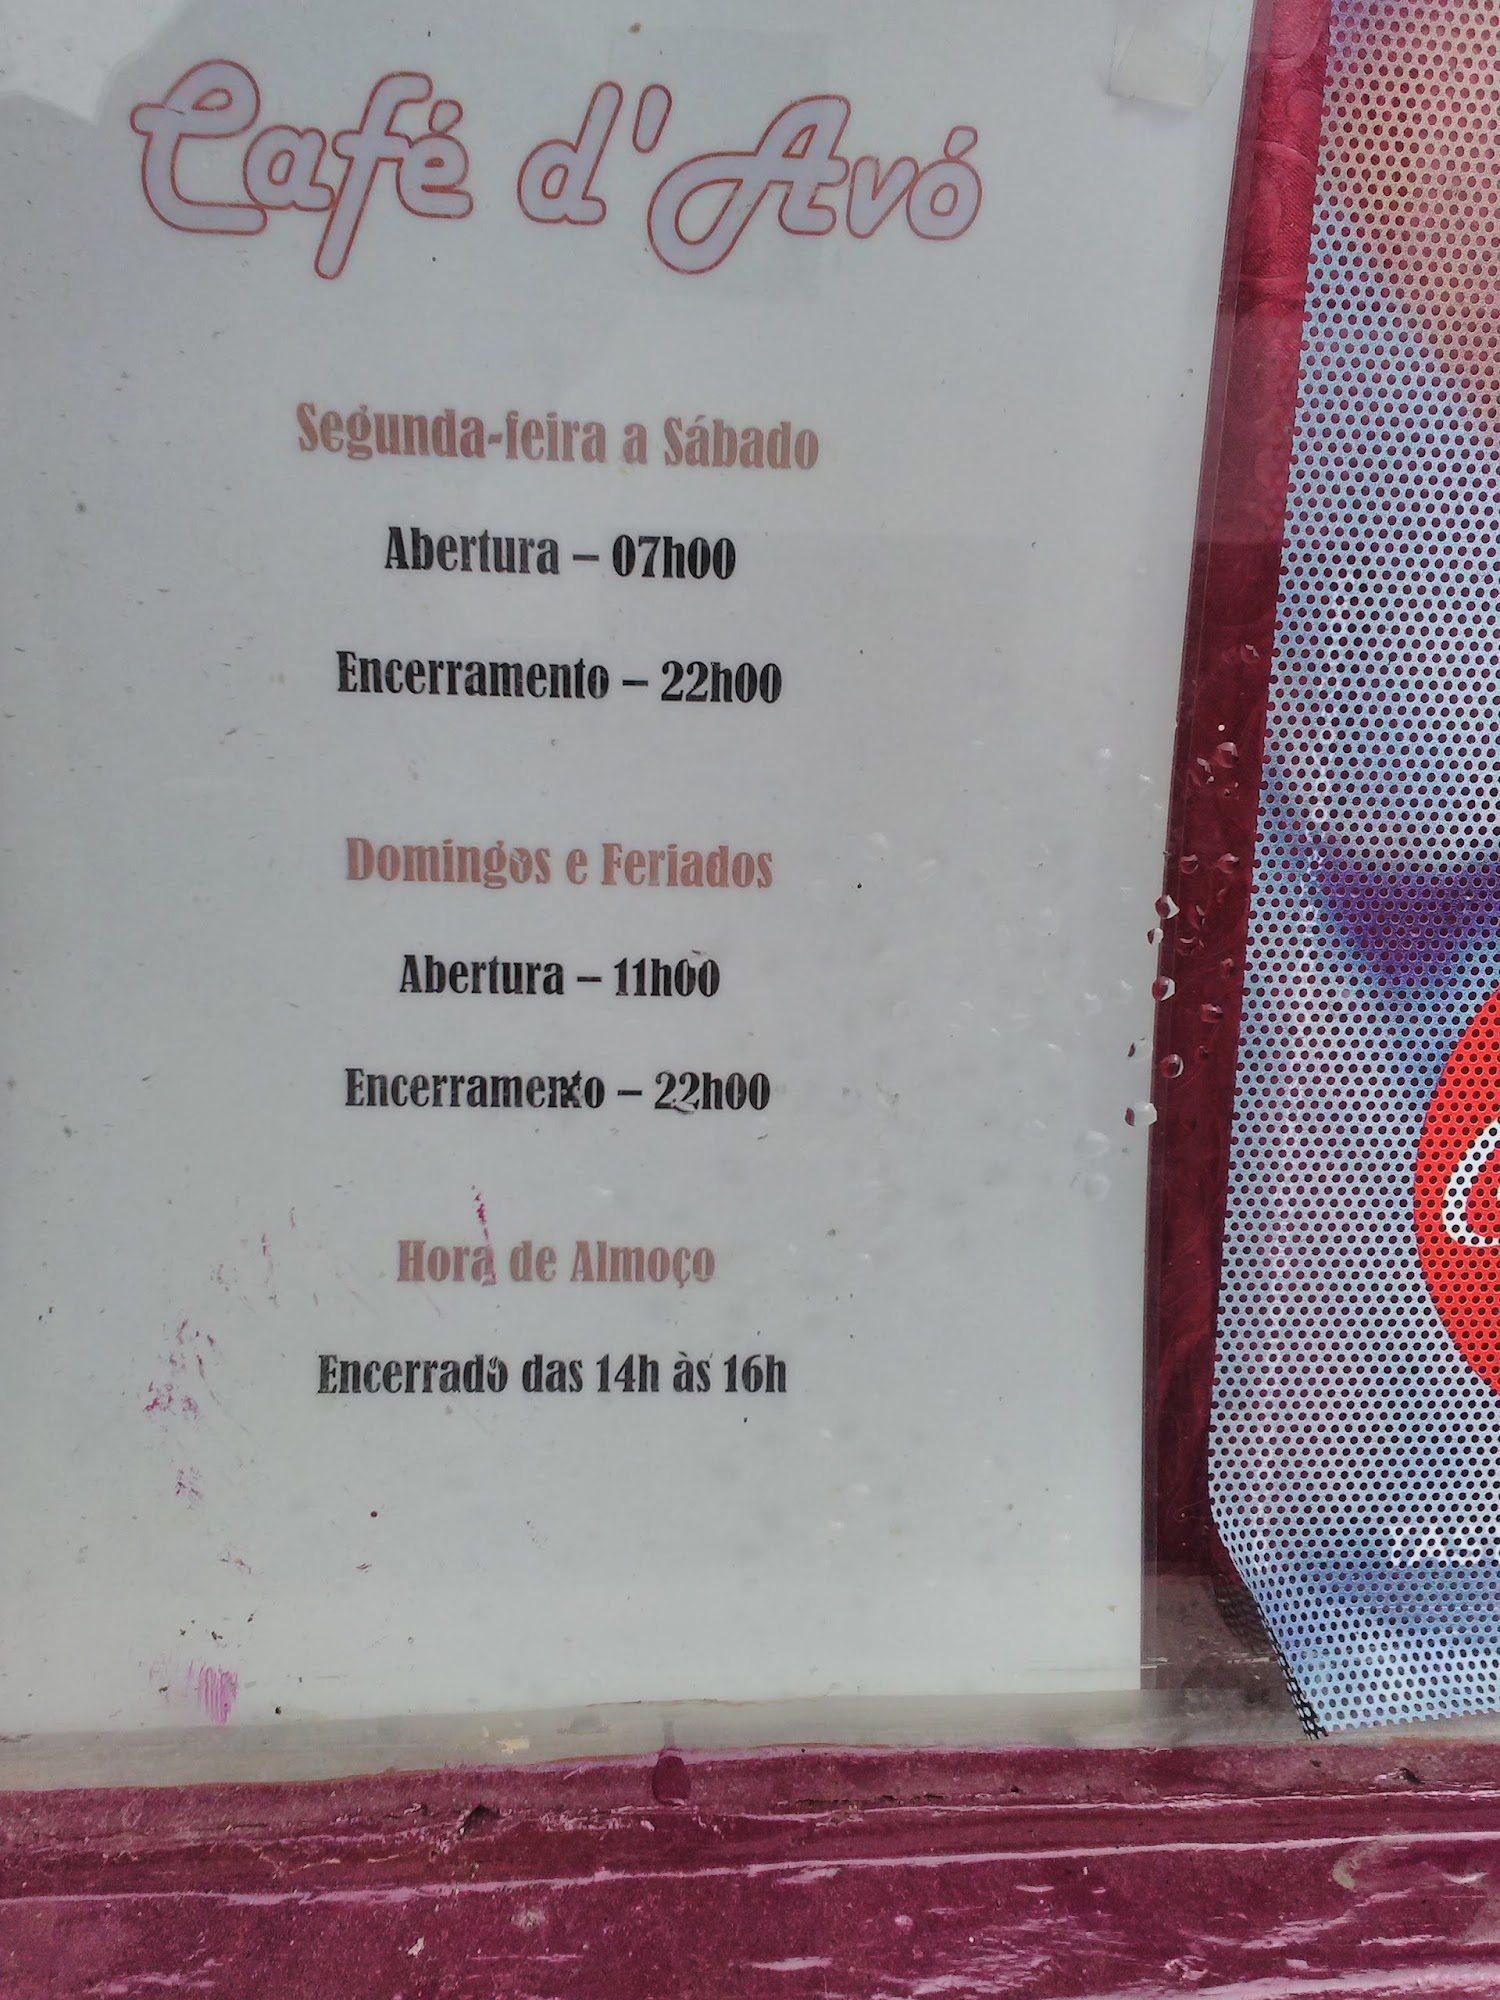 Café d'Avó
Segunda-feira a Sábado
Abertura – 07h00
Encerramento – 22h00
Domingos e Feriados
Abertura – 11h00
Encerramento – 22h00
Hora de Almoço
Encerrado das 14h às 16h